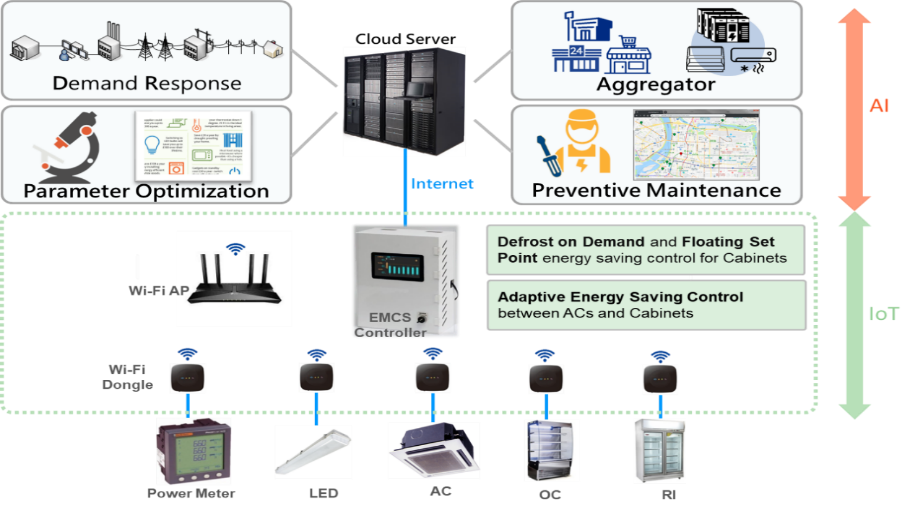 Demand Response
Cloud Server
24
Aggregator
AI
Parameter Optimization
Internet
Preventive Maintenance
Wi-Fi AP
EMCS
Controller
Defrost on Demand and Floating Set
Point energy saving control for Cabinets
Adaptive Energy Saving Control
between ACs and Cabinets
IoT
Wi-Fi
Dongle
Power Meter
LED
AC
OC
RI